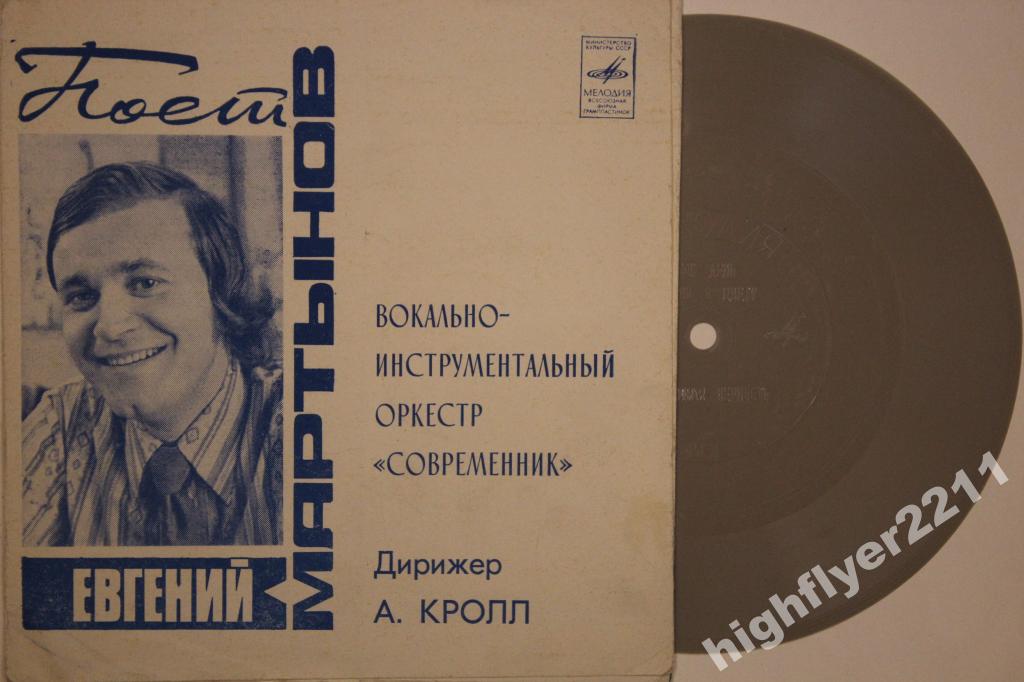 Поет
ЕВГЕНИЙ
МАРТЫНОВ
МИНИСТЕРСТВО
КУЛЬТУРЫ СССР
МЕЛОДИЯ
ВСЕСОЮЗНАЯ
ФИРМА
ГРАМПЛАСТИНОК
ВОКАЛЬНО-
ИНСТРУМЕНТАЛЬНЫЙ
ОРКЕСТР
«СОВРЕМЕННИК»
Дирижер
А. КРОЛЛ
highflyer2211